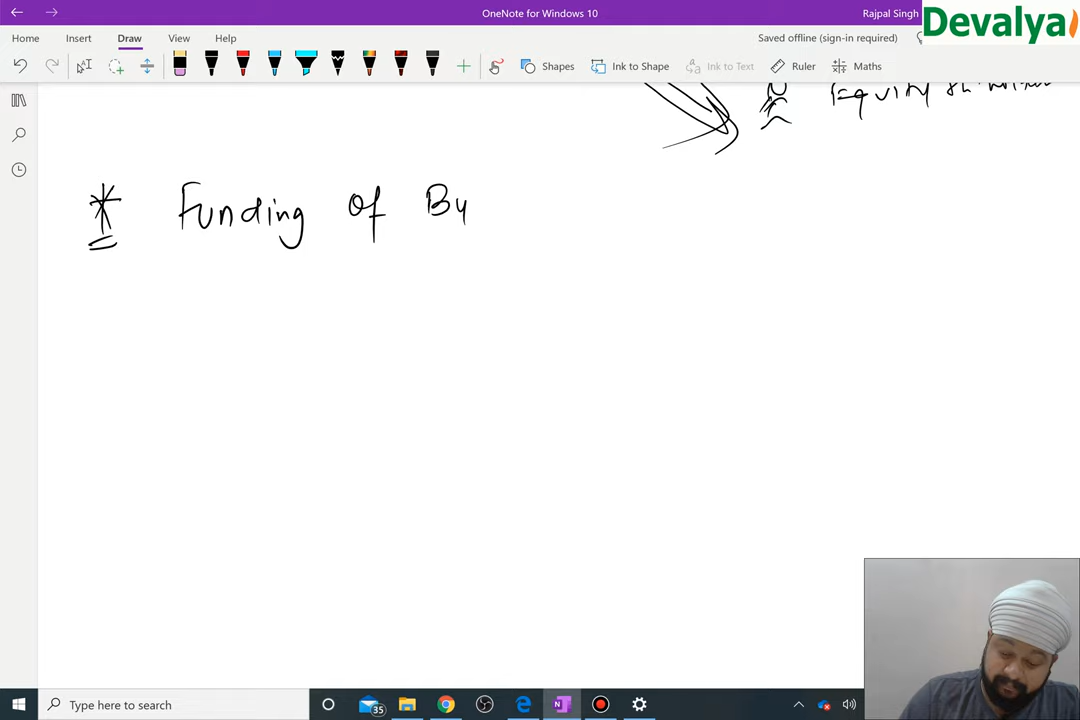 OneNote for Windows 10
Rajpal Singh
Devalya
Home Insert Draw View Help
Saved offline (sign-in required)
Shapes Ink to Shape Ink to Text Ruler Maths
Equity
* Funding of By
Type here to search
35